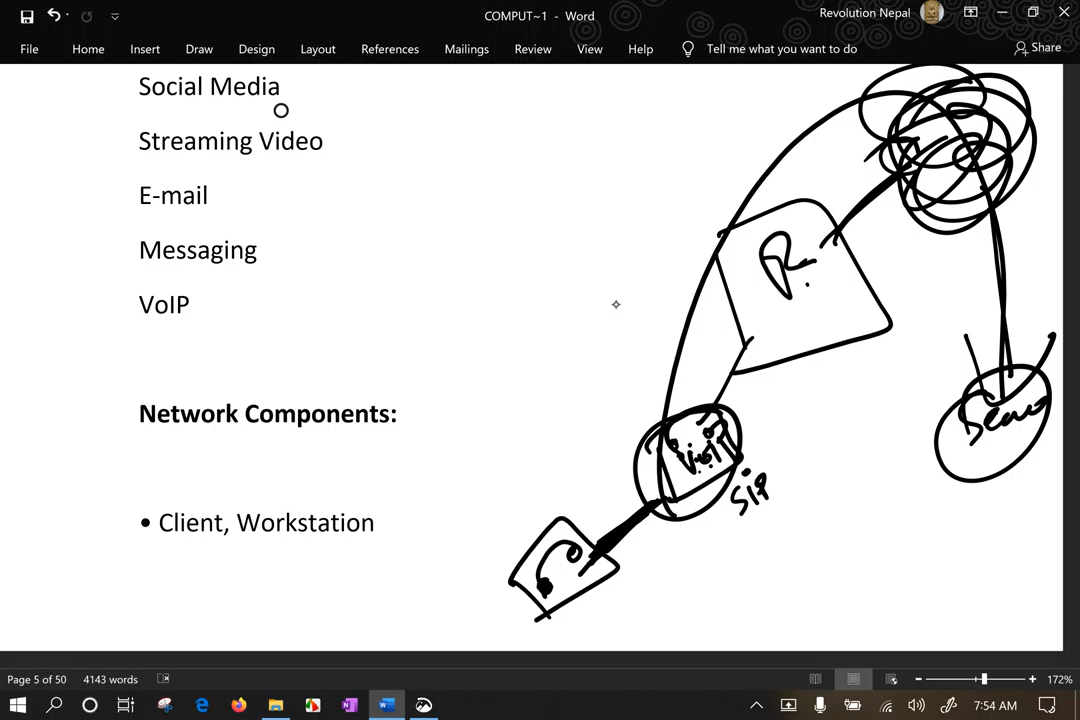 COMPUT~1 - Word
Revolution Nepal
File Home Insert Draw Design Layout References Mailings Review View Help Tell me what you want to do Share
Social Media
Streaming Video
E-mail
Messaging
VoIP
Network Components:
• Client, Workstation
R
VoIP
Sip
Page 5 of 50 4143 words 172%
7:54 AM